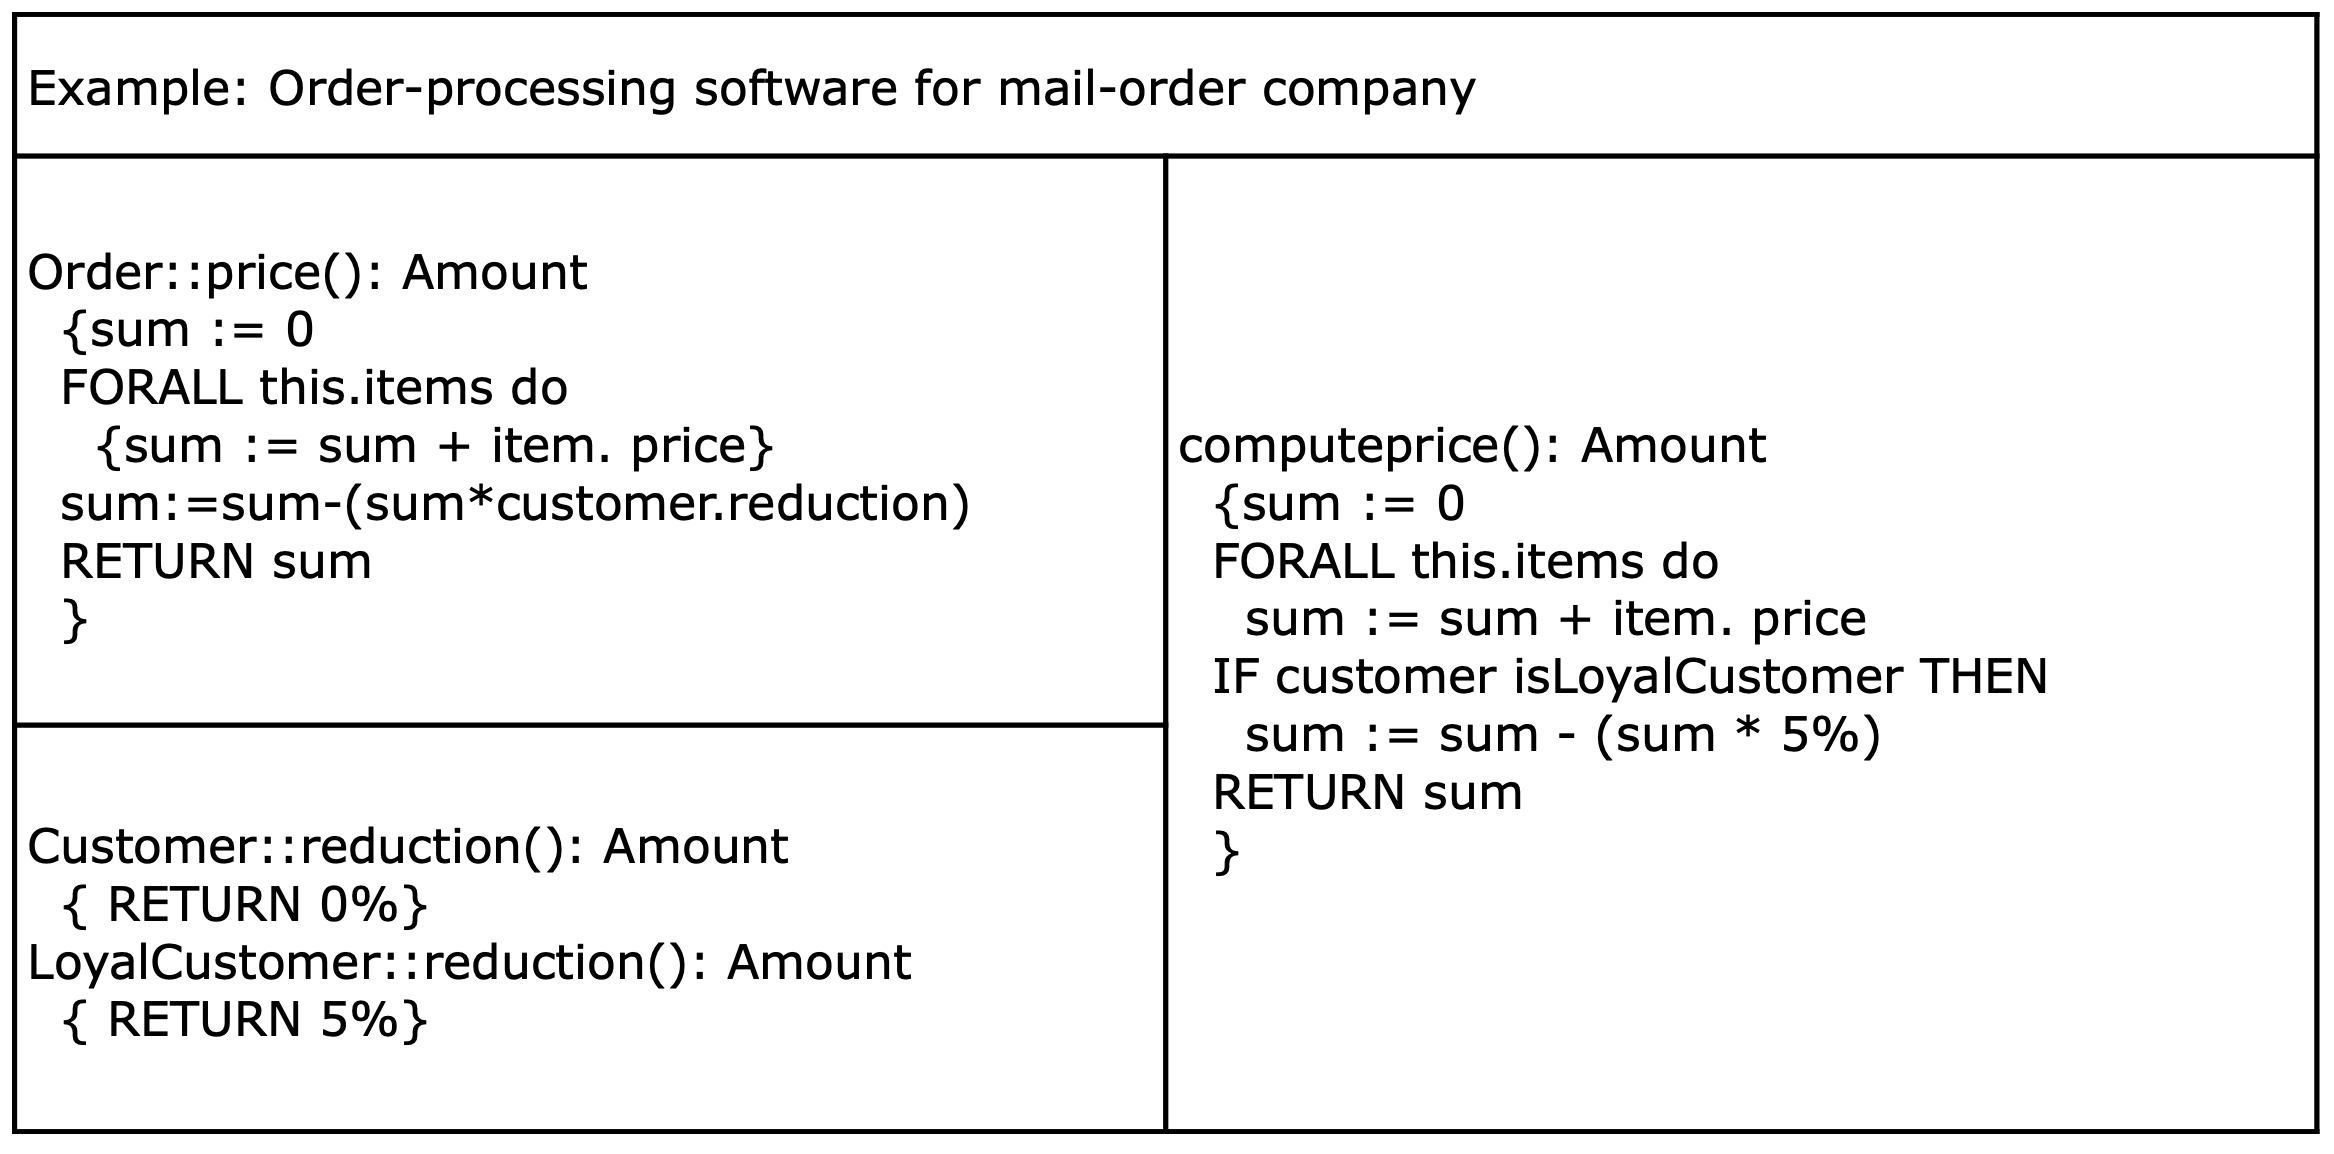 Example: Order-processing software for mail-order company
Order::price(): Amount
{sum := 0
FORALL this.items do
{sum := sum + item. price}
sum:=sum-(sum*customer.reduction)
RETURN sum
}
Customer::reduction(): Amount
{ RETURN 0%}
LoyalCustomer::reduction(): Amount
{ RETURN 5%}
computeprice(): Amount
{sum := 0
FORALL this.items do
sum := sum + item. price
IF customer isLoyalCustomer THEN
sum := sum - (sum * 5%)
RETURN sum
}